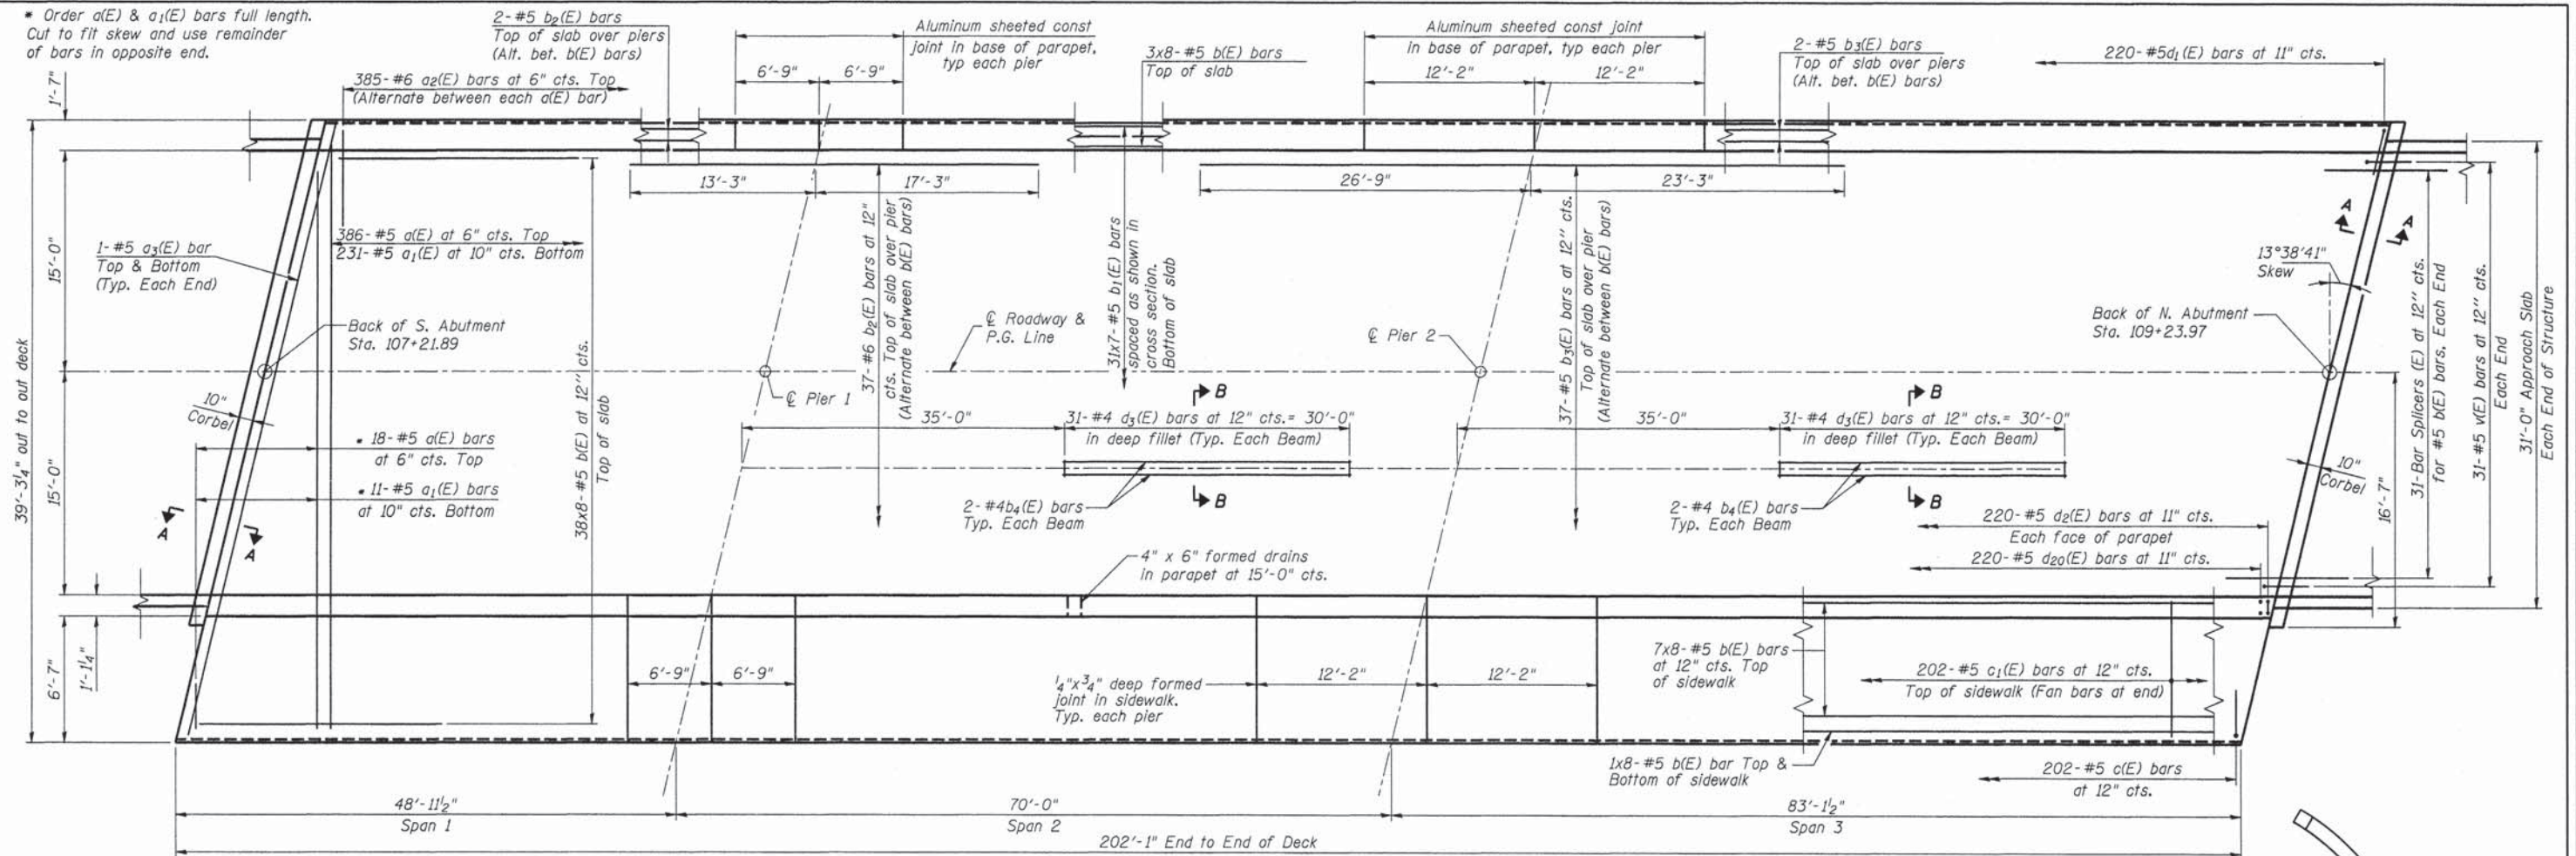 * Order a(E) & a₁(E) bars full length.
Cut to fit skew and use remainder
of bars in opposite end.
2-#5 b₂(E) bars
Top of slab over piers
(Alt. bet. b(E) bars)
385-#6 a₂(E) bars at 6" cts. Top
(Alternate between each a(E) bar)
Aluminum sheeted const
joint in base of parapet,
typ each pier
6'-9"
6'-9"
3x8-#5 b(E) bars
Top of slab
Aluminum sheeted const joint
in base of parapet, typ each pier
12'-2"
12'-2"
2-#5 b₃(E) bars
Top of slab over piers
(Alt. bet. b(E) bars)
220-#5d₁(E) bars at 11" cts.
1'-7"
39'-3¼" out to out deck
15'-0"
15'-0"
6'-7"
1'-1¼"
1-#5 a₃(E) bar
Top & Bottom
(Typ. Each End)
386-#5 a(E) at 6" cts. Top
231-#5 a₁(E) at 10" cts. Bottom
Back of S. Abutment
Sta. 107+21.89
10"
Corbel
* 18-#5 a(E) bars
at 6" cts. Top
* 11-#5 a₁(E) bars
at 10" cts. Bottom
A
A
38x8-#5 b(E) at 12" cts.
Top of slab
13'-3"
17'-3"
37-#6 b₂(E) bars at 12"
cts. Top of slab over pier
(Alternate between b(E) bars)
℄ Pier 1
℄ Roadway &
P.G. Line
31x7-#5 b₁(E) bars
spaced as shown in
cross section.
Bottom of slab
26'-9"
23'-3"
℄ Pier 2
37-#5 b₃(E) bars at 12" cts.
Top of slab over pier
(Alternate between b(E) bars)
35'-0"
B
31-#4 d₃(E) bars at 12" cts.= 30'-0"
in deep fillet (Typ. Each Beam)
B
2-#4b₄(E) bars
Typ. Each Beam
35'-0"
B
31-#4 d₃(E) bars at 12" cts.= 30'-0"
in deep fillet (Typ. Each Beam)
B
2-#4 b₄(E) bars
Typ. Each Beam
4" x 6" formed drains
in parapet at 15'-0" cts.
A
A
13°38'41"
Skew
Back of N. Abutment
Sta. 109+23.97
10"
Corbel
16'-7"
31-Bar Splicers (E) at 12" cts.
for #5 b(E) bars, Each End
31-#5 v(E) bars at 12" cts.
Each End
31'-0" Approach Slab
Each End of Structure
220-#5 d₂(E) bars at 11" cts.
Each face of parapet
220-#5 d₂₀(E) bars at 11" cts.
6'-9"
6'-9"
¼"x¾" deep formed
joint in sidewalk.
Typ. each pier
12'-2"
12'-2"
7x8-#5 b(E) bars
at 12" cts. Top
of sidewalk
202-#5 c₁(E) bars at 12" cts.
Top of sidewalk (Fan bars at end)
1x8-#5 b(E) bar Top &
Bottom of sidewalk
202-#5 c(E) bars
at 12" cts.
48'-11½"
Span 1
70'-0"
Span 2
83'-1½"
Span 3
202'-1" End to End of Deck